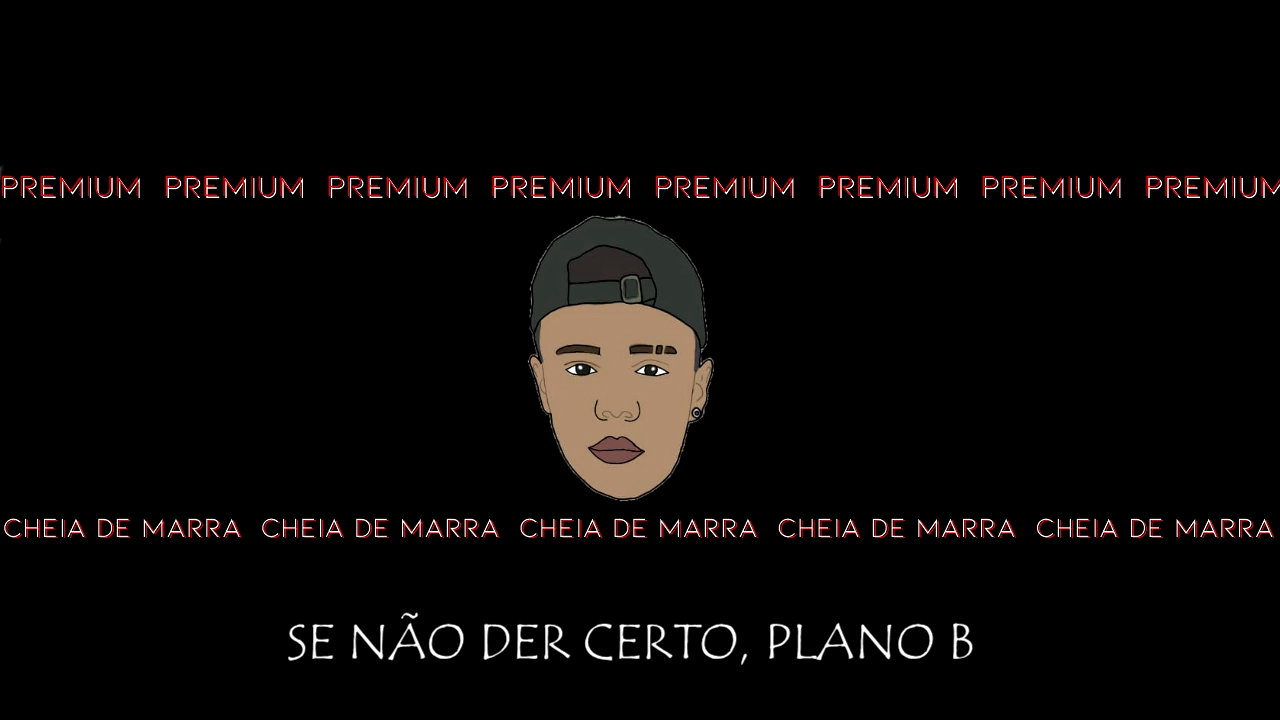 PREMIUM PREMIUM PREMIUM PREMIUM PREMIUM PREMIUM PREMIUM PREMIUM
CHEIA DE MARRA CHEIA DE MARRA CHEIA DE MARRA CHEIA DE MARRA CHEIA DE MARRA
SE NÃO DER CERTO, PLANO B